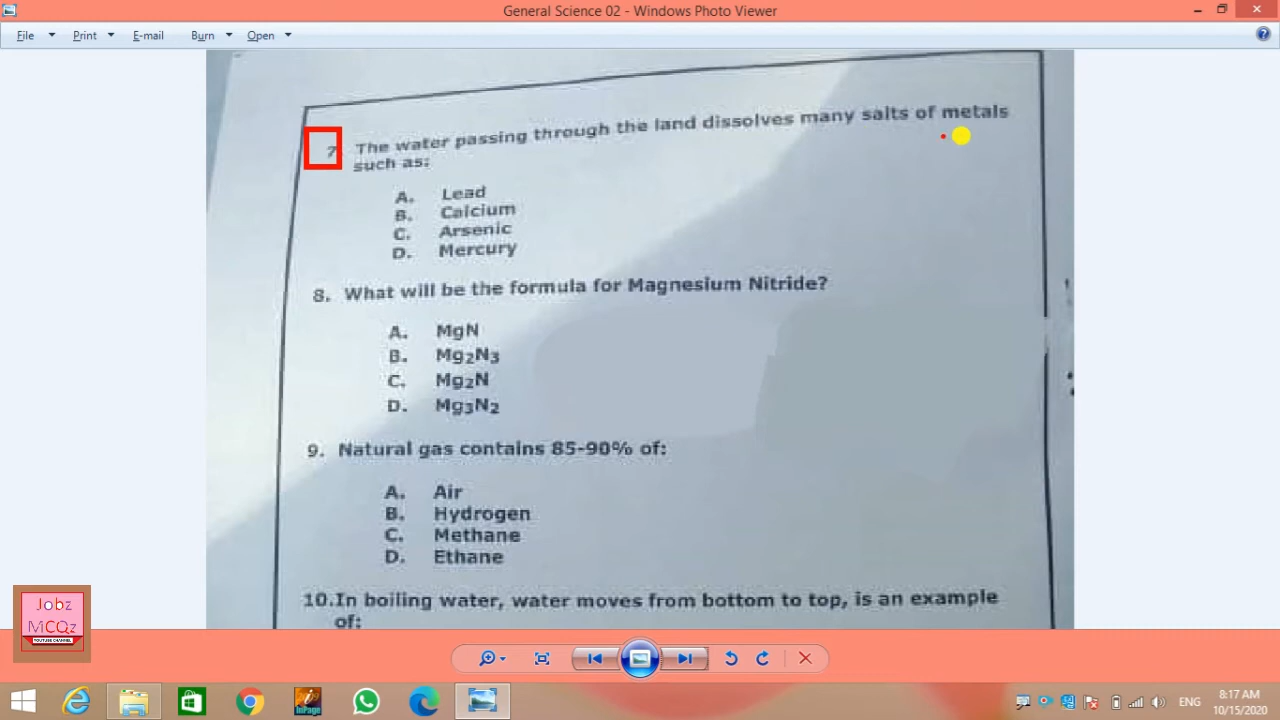 General Science 02 - Windows Photo Viewer
File Print E-mail Burn Open
7. The water passing through the land dissolves many salts of metals
such as:
A. Lead
B. Calcium
C. Arsenic
D. Mercury
8. What will be the formula for Magnesium Nitride?
A. MgN
B. Mg₂N₃
C. Mg₂N
D. Mg₃N₂
9. Natural gas contains 85-90% of:
A. Air
B. Hydrogen
C. Methane
D. Ethane
10.In boiling water, water moves from bottom to top, is an example
of:
Jobz
MCQz
YOUTUBE CHANNEL
InPage
ENG
8:17 AM
10/15/2020